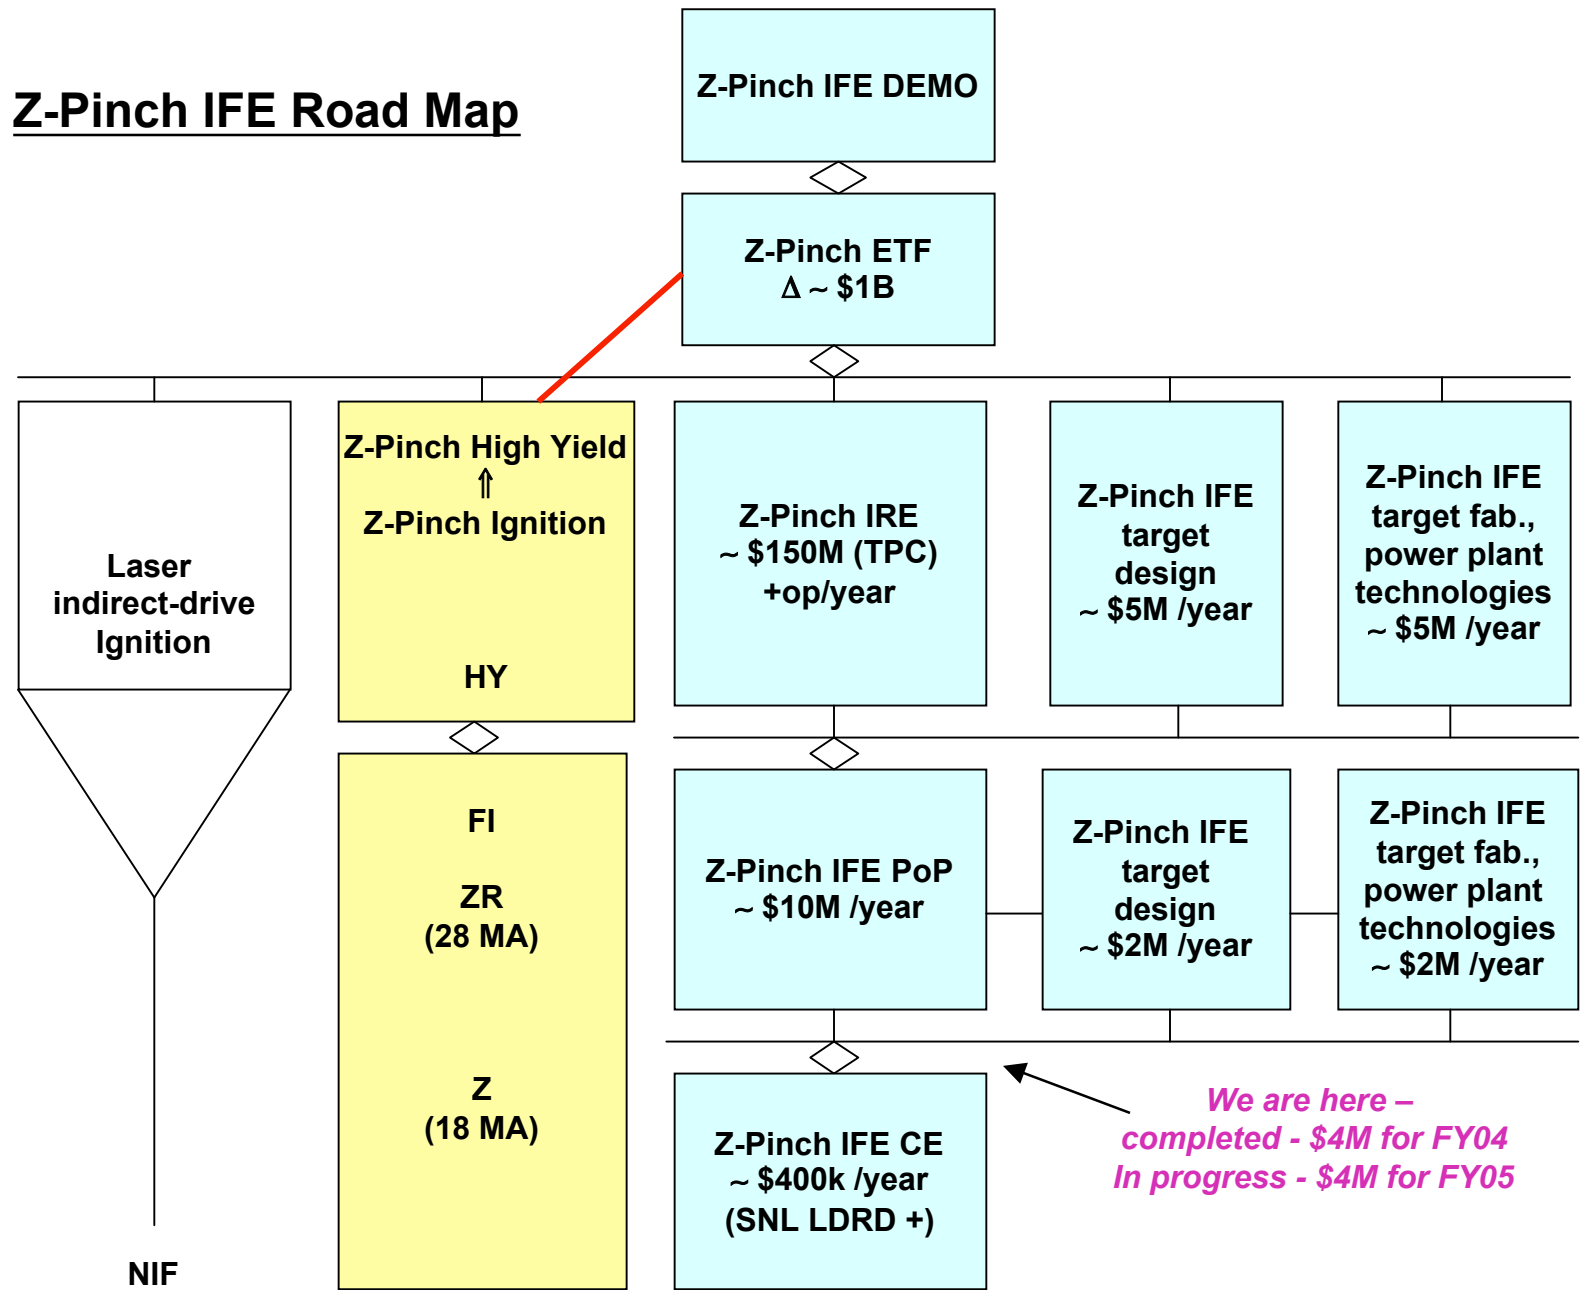 Z-Pinch IFE Road Map
Z-Pinch IFE DEMO
Z-Pinch ETF
Δ ~ $1B
Laser
indirect-drive
Ignition
NIF
Z-Pinch High Yield
⇑
Z-Pinch Ignition
HY
FI
ZR
(28 MA)
Z
(18 MA)
Z-Pinch IRE
~ $150M (TPC)
+op/year
Z-Pinch IFE
target
design
~ $5M /year
Z-Pinch IFE
target fab.,
power plant
technologies
~ $5M /year
Z-Pinch IFE PoP
~ $10M /year
Z-Pinch IFE
target
design
~ $2M /year
Z-Pinch IFE
target fab.,
power plant
technologies
~ $2M /year
Z-Pinch IFE CE
~ $400k /year
(SNL LDRD +)
We are here –
completed - $4M for FY04
In progress - $4M for FY05